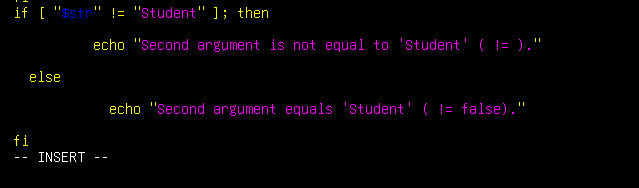 fi
if [ "$str" != "Student" ]; then
echo "Second argument is not equal to 'Student' ( != )."
else
echo "Second argument equals 'Student' ( != false)."
fi
-- INSERT --